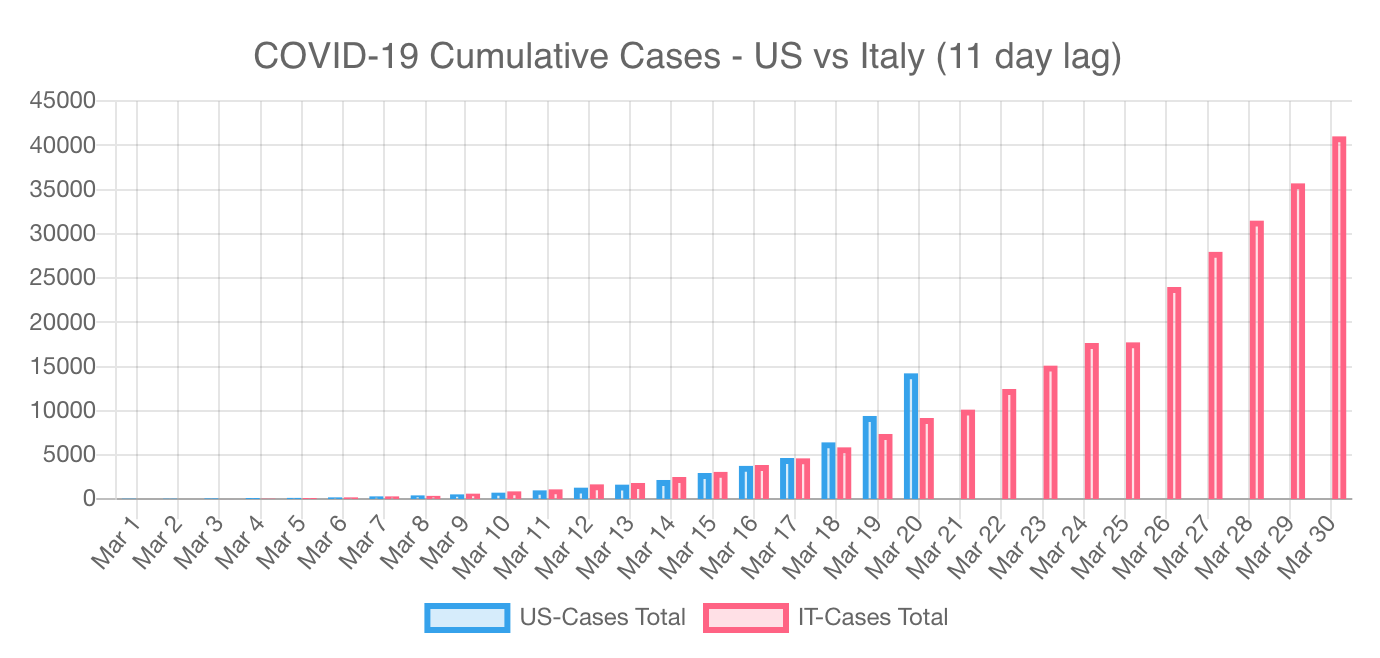 COVID-19 Cumulative Cases - US vs Italy (11 day lag)
45000
40000
35000
30000
25000
20000
15000
10000
5000
0
Mar 1
Mar 2
Mar 3
Mar 4
Mar 5
Mar 6
Mar 7
Mar 8
Mar 9
Mar 10
Mar 11
Mar 12
Mar 13
Mar 14
Mar 15
Mar 16
Mar 17
Mar 18
Mar 19
Mar 20
Mar 21
Mar 22
Mar 23
Mar 24
Mar 25
Mar 26
Mar 27
Mar 28
Mar 29
Mar 30
US-Cases Total
IT-Cases Total